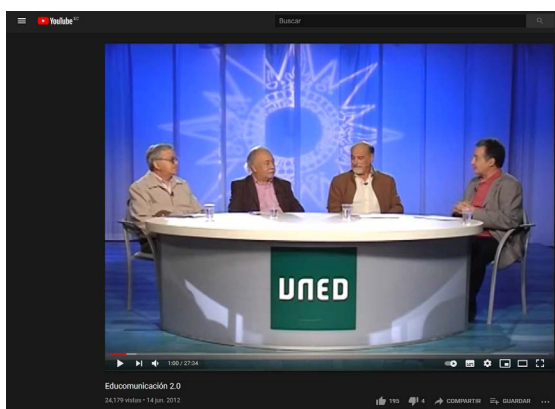 YouTube EC
Buscar
UNED
1:00 / 27:34
Educomunicación 2.0
24,179 vistas • 14 jun. 2012
195
4
COMPARTIR
GUARDAR